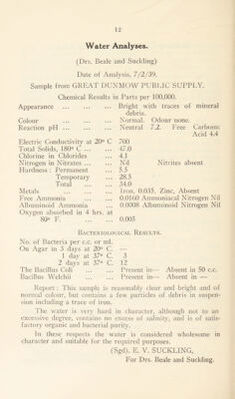 12
Water Analyses.
(Drs. Beale and Suckling)
Date of Analysis, 7/2/39.
Sample from GREAT DUNMOW PUBLIC SUPPLY.
Chemical Results in Parts per 100,000.
Appearance ... ... ... Bright with traces of mineral
debris.
Colour ... ... ... Normal. Odour none.
Reaction pH ... ... ... Neutral 7.2. Free Carbonic
Acid 4.4
Electric Conductivity at 20° C 700
Total Solids, 180° C ... ... 47.0
Chlorine in Chlorides ... 4.1
Nitrogen in Nitrates ... ... Nil Nitrites absent
Hardness : Permanent ... 5.5
Temporary ... 28.5
Total ... ... 34.0
Metals ... ... ... Iron, 0.035, Zinc, Absent
Free Ammonia ... ... 0.0160 Ammoniacal Nitrogen Nil
Albuminoid Ammonia ... 0.0008 Albuminoid Nitrogen Nil
Oxygen absorbed in 4 hrs. at
80° F. ... ... 0.005
BACTERIOLOGICAL RESULTS.
No. of Bacteria per c.c. or ml.
On Agar in 3 days at 20° C. —
1 day at 37° C. 3
2 days at 37° C. 12
The Bacillus Coli ... ... Present in— Absent in 50 c.c.
Bacillus Welchii ... ... Present in— Absent in —
Report : This sample is reasonably clear and bright and of
normal colour, but contains a few particles of debris in suspen-
sion including a trace of iron.
The water is very hard in character, although not to an
excessive degree, contains no excess of salinity, and is of satis-
factory organic and bacterial purity.
In these respects the water is considered wholesome in
character and suitable for the required purposes.
(Sgd). E. V. SUCKLING,
For Drs. Beale and Suckling.